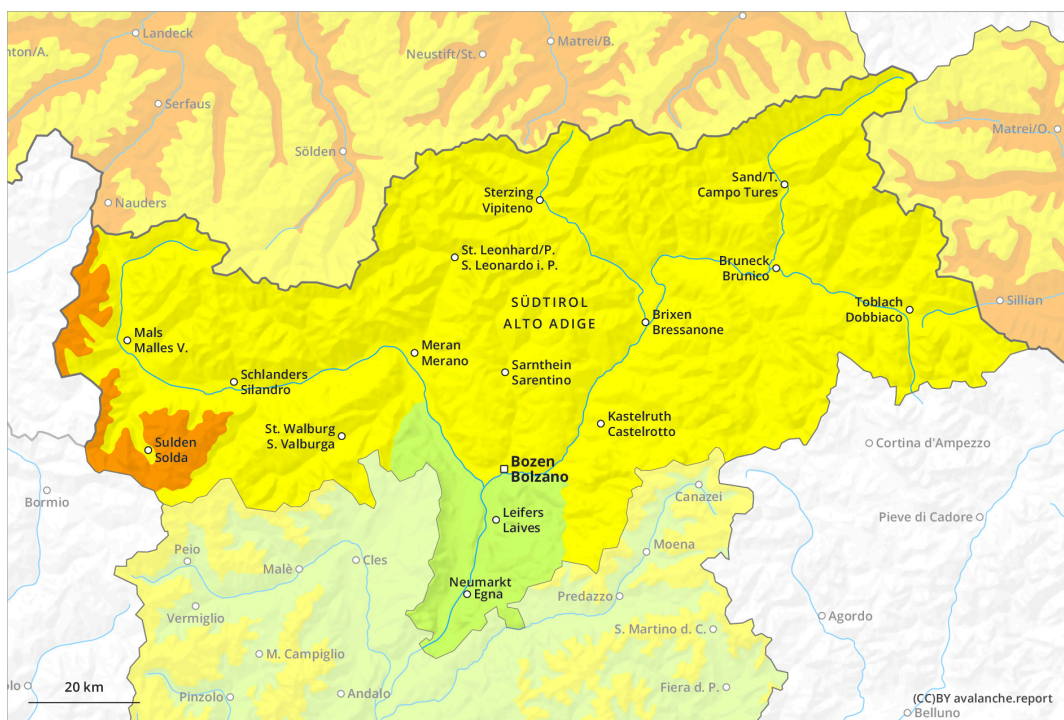 Landeck
nton/A.
Neustift/St.
Matrei/B.
Serfaus
Matrei/O.
Sölden
Sand/T.
Campo Tures
Sterzing
Vipiteno
Nauders
St. Leonhard/P.
S. Leonardo i. P.
Bruneck
Brunico
SÜDTIROL
ALTO ADIGE
Toblach
Dobbiaco
Sillian
Brixen
Bressanone
Mals
Malles V.
Meran
Merano
Sarnthein
Sarentino
Schlanders
Silandro
St. Walburg
S. Valburga
Kastelruth
Castelrotto
Sulden
Solda
Cortina d'Ampezzo
Bozen
Bolzano
Bormio
Canazei
Leifers
Laives
Pieve di Cadore
Peio
Moena
Malè
Cles
Neumarkt
Egna
Predazzo
Vermiglio
Agordo
S. Martino d. C.
M. Campiglio
20 km
olo
Pinzolo
Andalo
Fiera d. P.
(CC)BY avalanche.report
Belluno